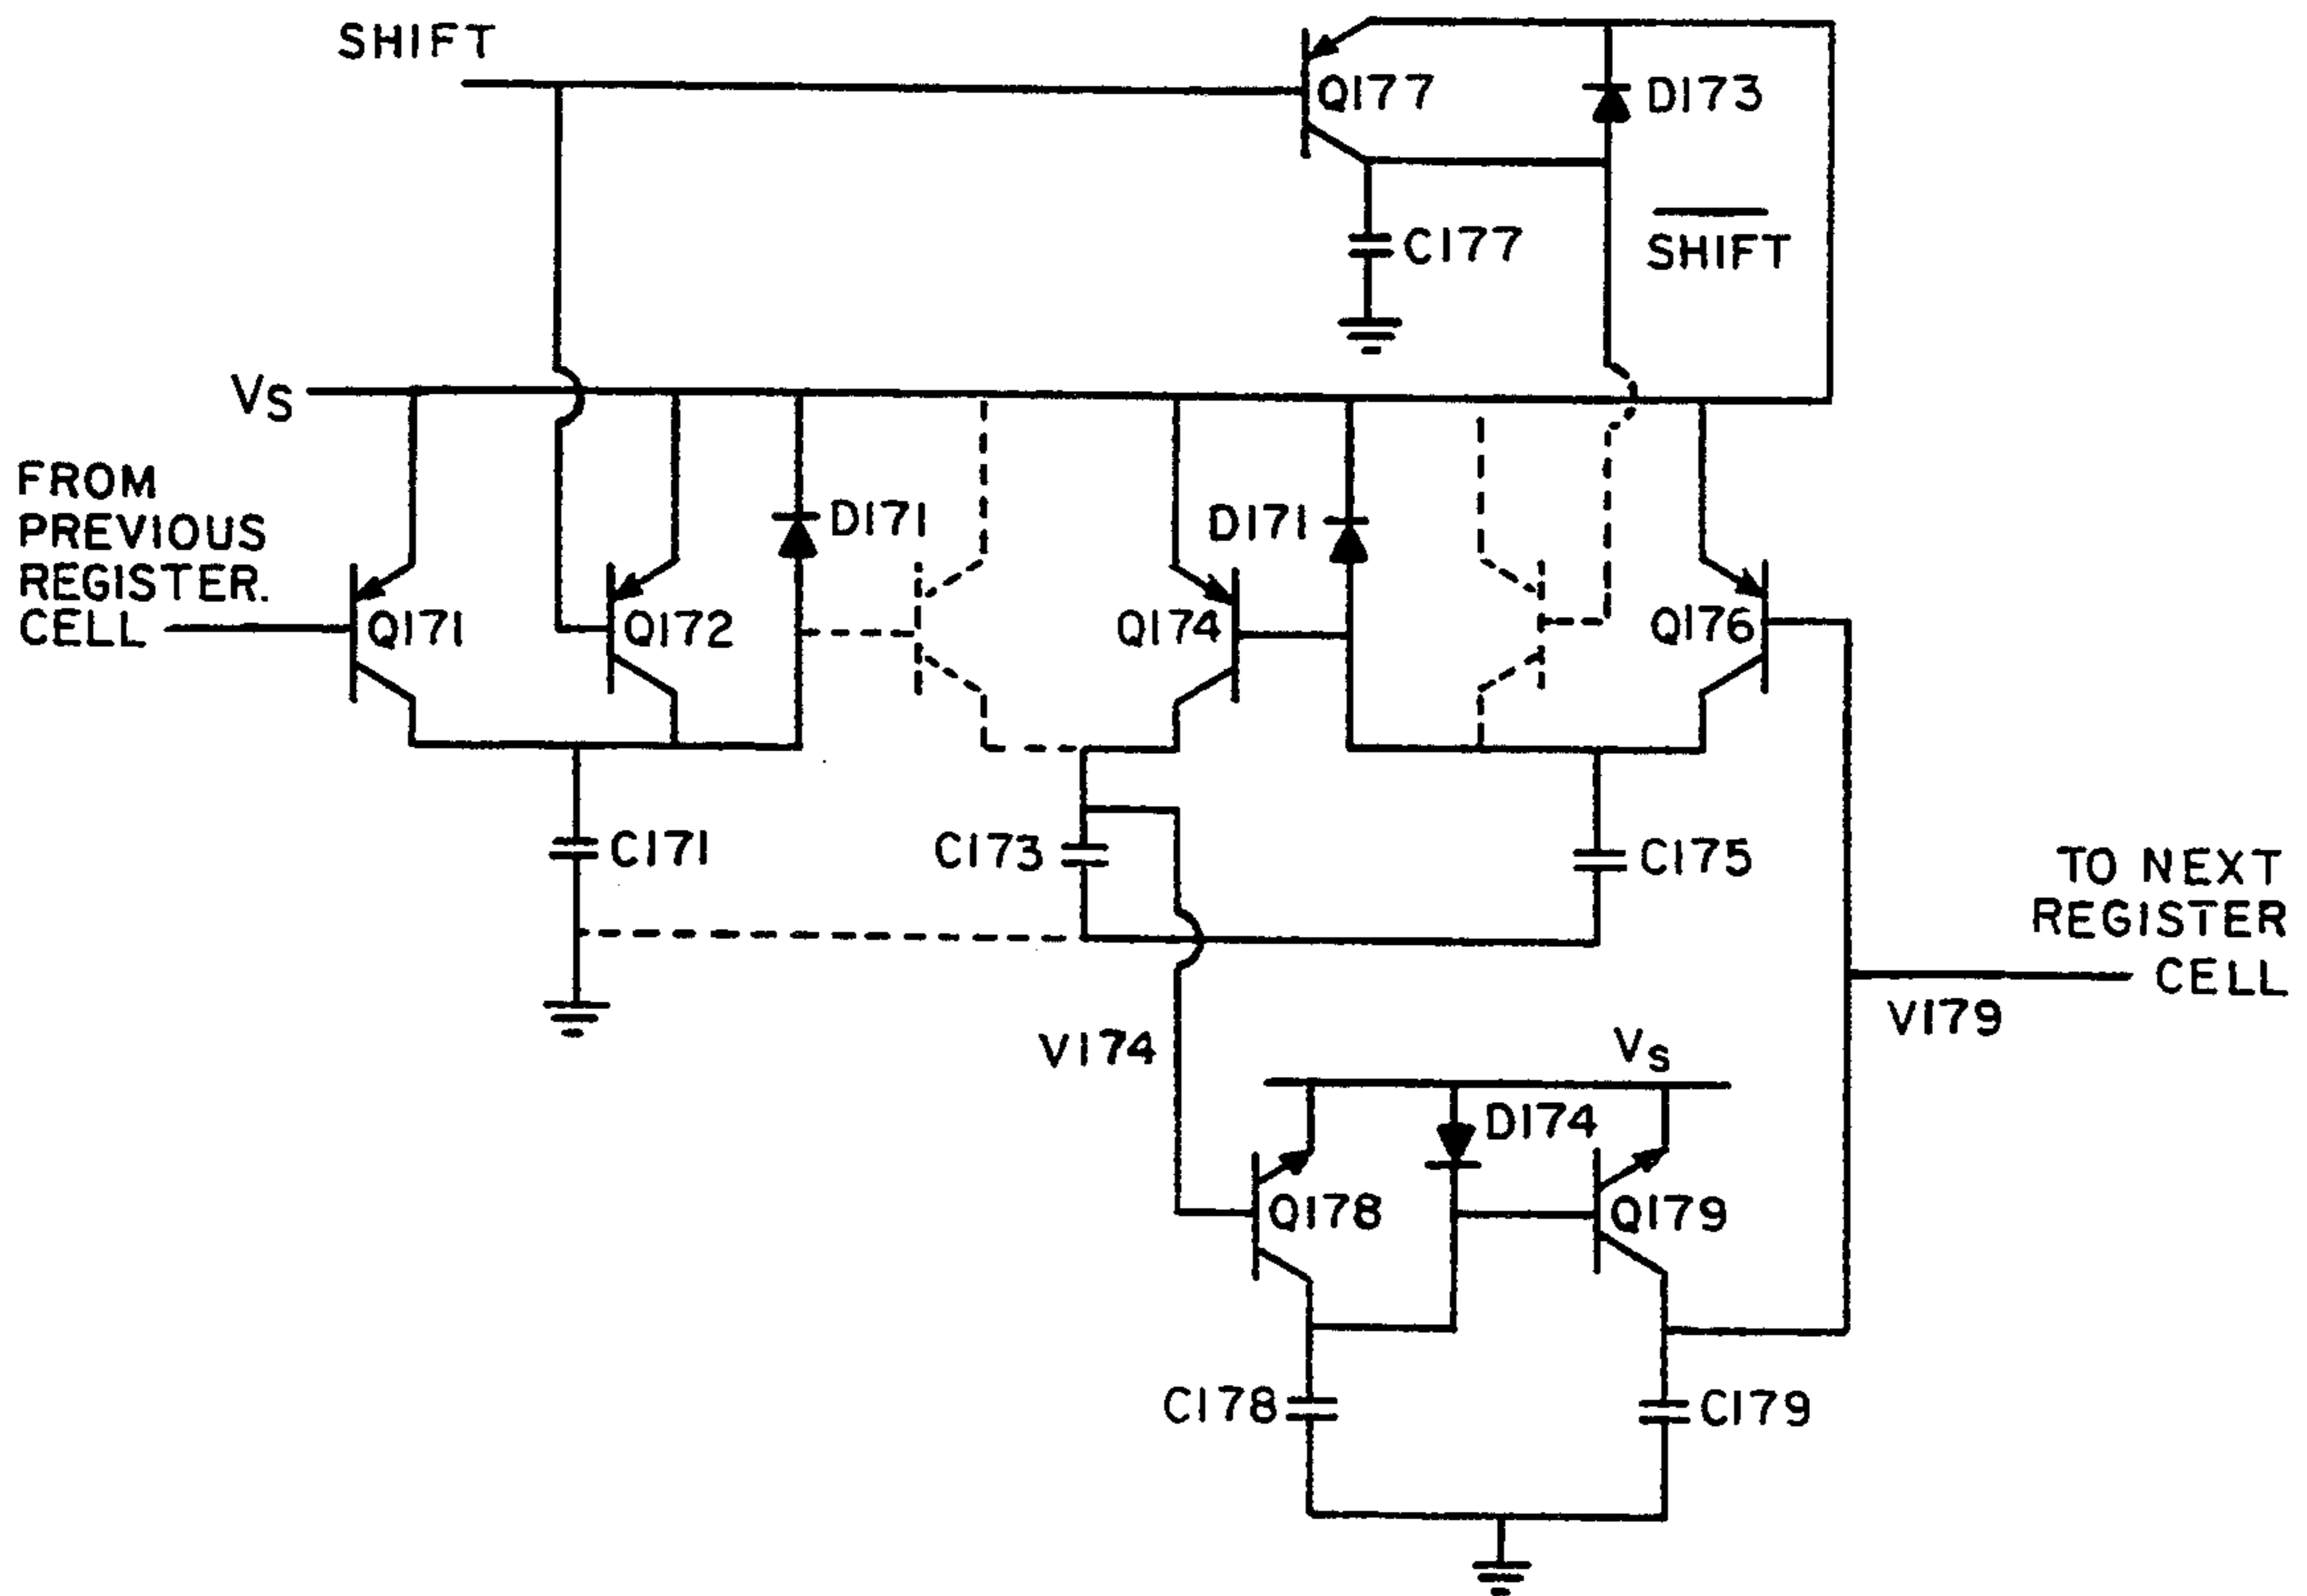 SHIFT
Q177
D173
C177
SHIFT
VS
FROM
PREVIOUS
REGISTER.
CELL
Q171
Q172
D171
Q174
D171
Q176
C171
C173
C175
TO NEXT
REGISTER
CELL
V179
V174
Vs
D174
Q178
Q179
C178
C179